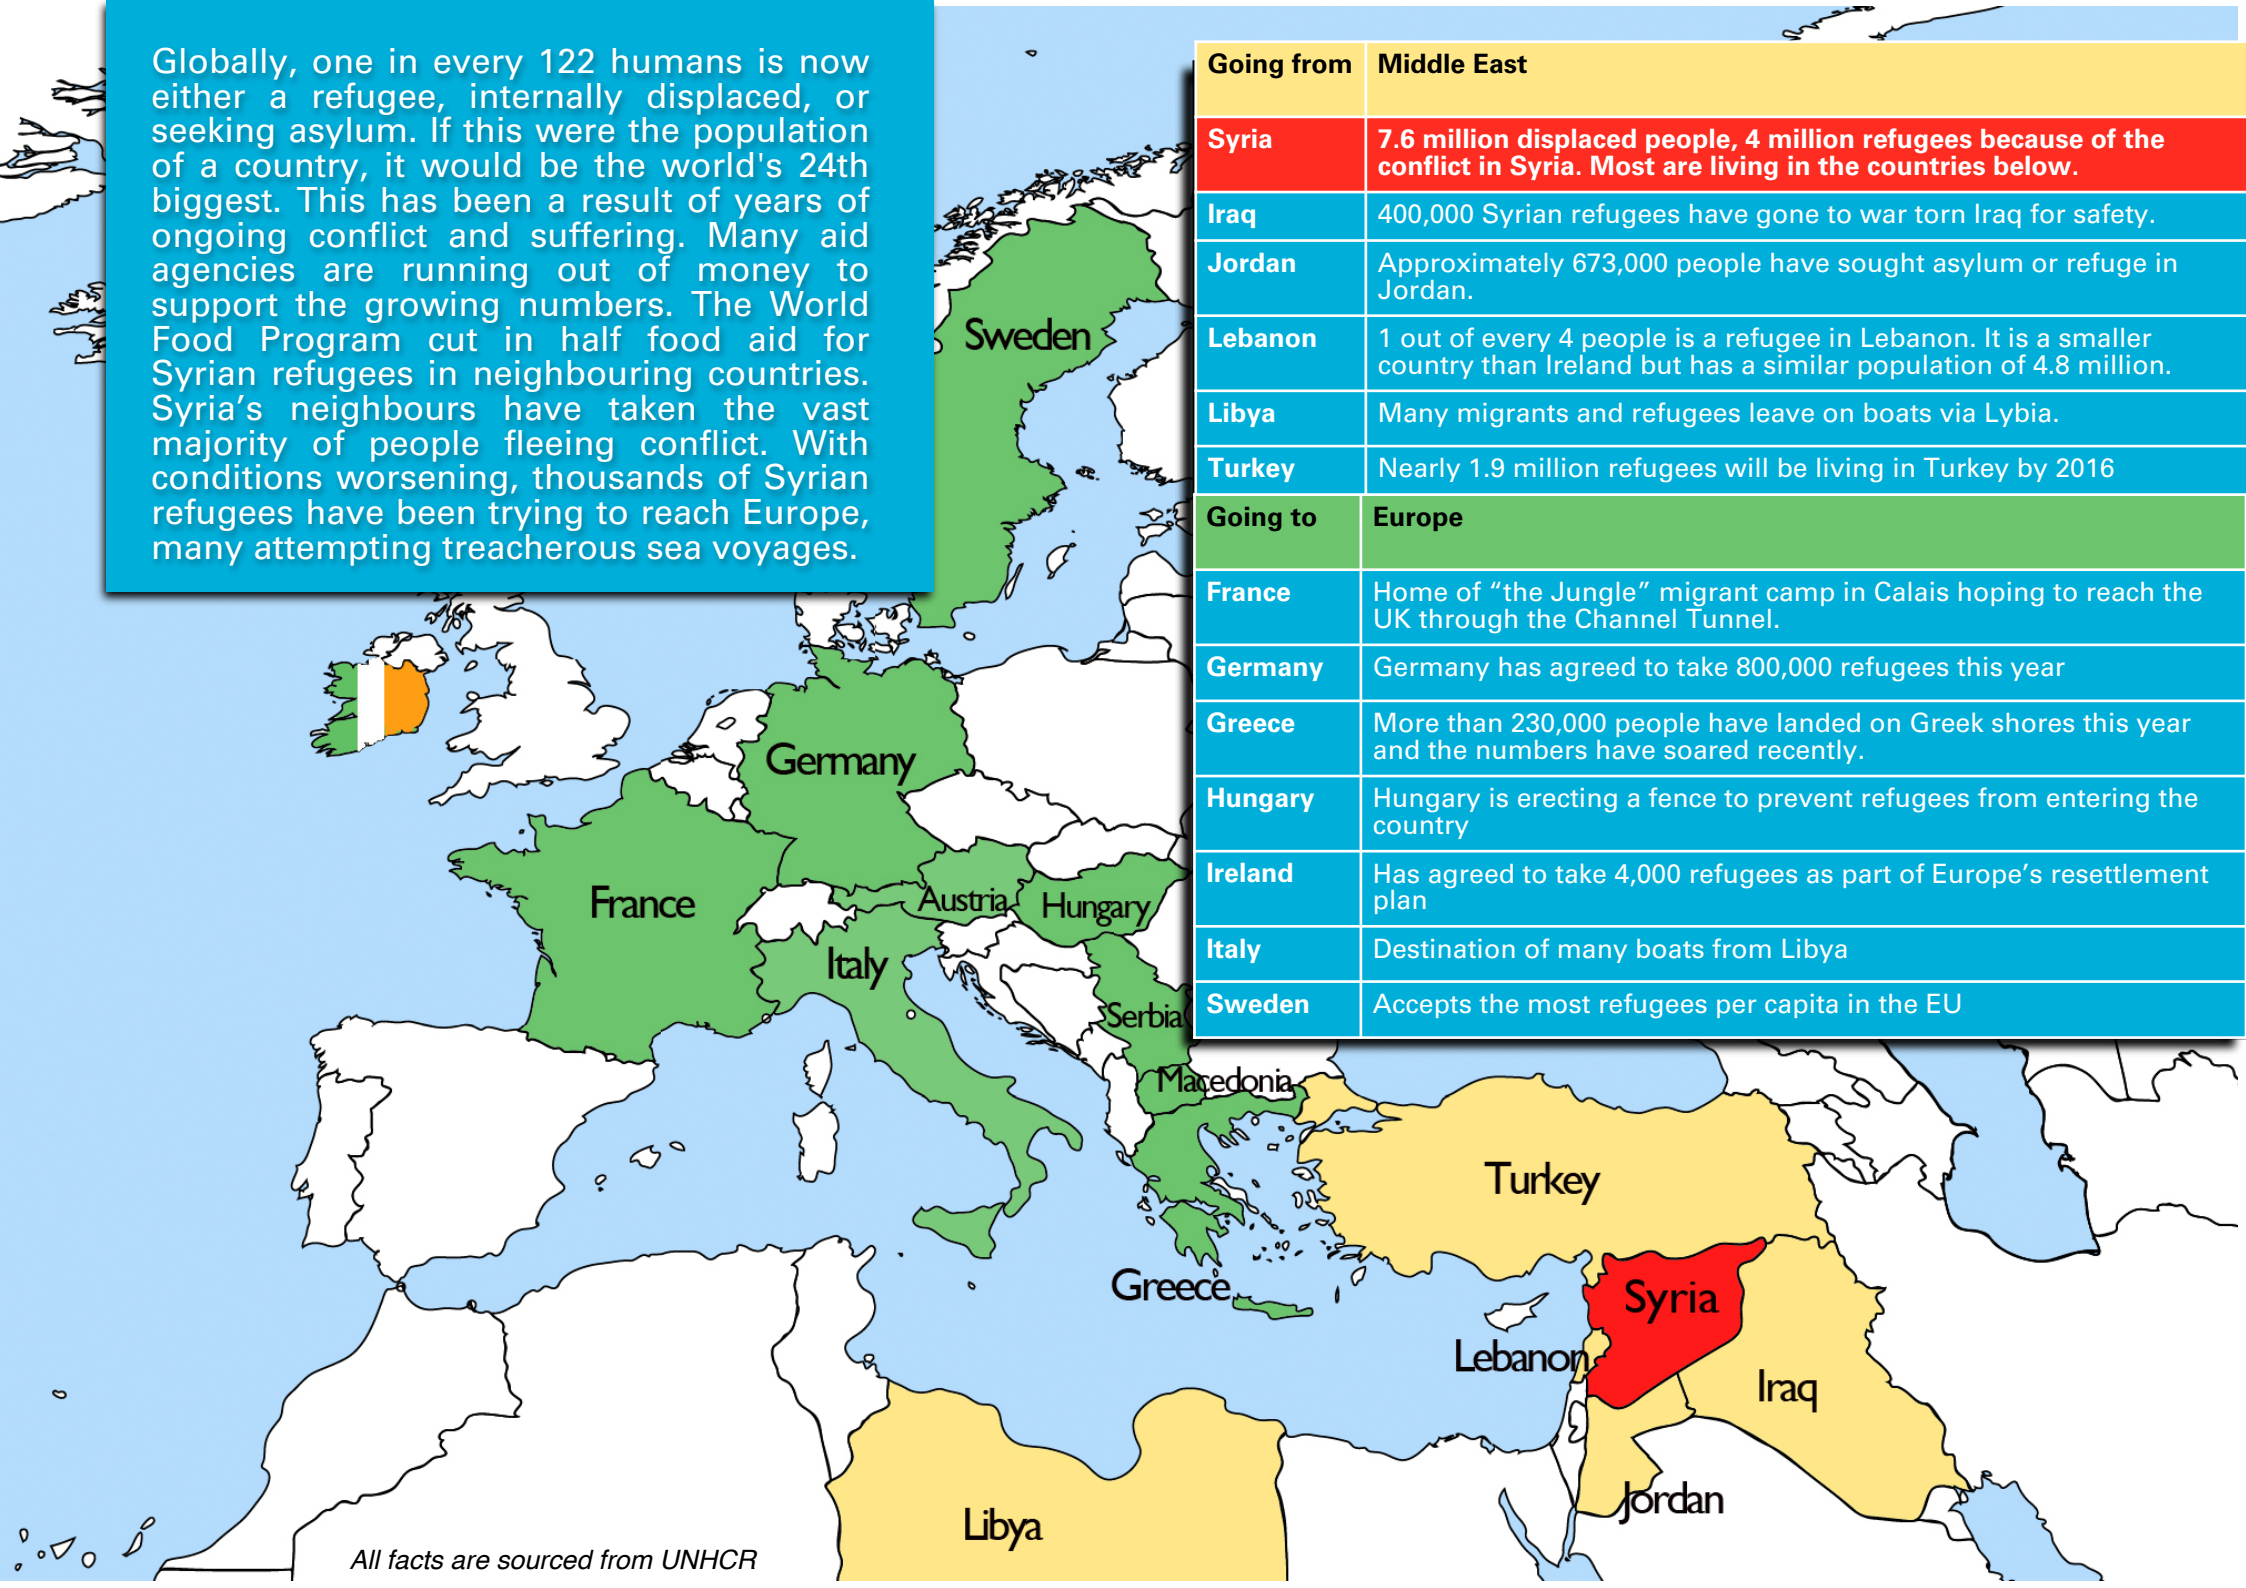 Globally, one in every 122 humans is now
either a refugee, internally displaced, or
seeking asylum. If this were the population
of a country, it would be the world's 24th
biggest. This has been a result of years of
ongoing conflict and suffering. Many aid
agencies are running out of money to
support the growing numbers. The World
Food Program cut in half food aid for
Syrian refugees in neighbouring countries.
Syria’s neighbours have taken the vast
majority of people fleeing conflict. With
conditions worsening, thousands of Syrian
refugees have been trying to reach Europe,
many attempting treacherous sea voyages.
Going from Middle East
Syria 7.6 million displaced people, 4 million refugees because of the
conflict in Syria. Most are living in the countries below.
Iraq 400,000 Syrian refugees have gone to war torn Iraq for safety.
Jordan Approximately 673,000 people have sought asylum or refuge in
Jordan.
Lebanon 1 out of every 4 people is a refugee in Lebanon. It is a smaller
country than Ireland but has a similar population of 4.8 million.
Libya Many migrants and refugees leave on boats via Lybia.
Turkey Nearly 1.9 million refugees will be living in Turkey by 2016
Going to Europe
France Home of “the Jungle” migrant camp in Calais hoping to reach the
UK through the Channel Tunnel.
Germany Germany has agreed to take 800,000 refugees this year
Greece More than 230,000 people have landed on Greek shores this year
and the numbers have soared recently.
Hungary Hungary is erecting a fence to prevent refugees from entering the
country
Ireland Has agreed to take 4,000 refugees as part of Europe’s resettlement
plan
Italy Destination of many boats from Libya
Sweden Accepts the most refugees per capita in the EU
Sweden
Germany
France
Austria
Hungary
Italy
Serbia
Macedonia
Turkey
Greece
Syria
Lebanon
Iraq
Jordan
Libya
All facts are sourced from UNHCR